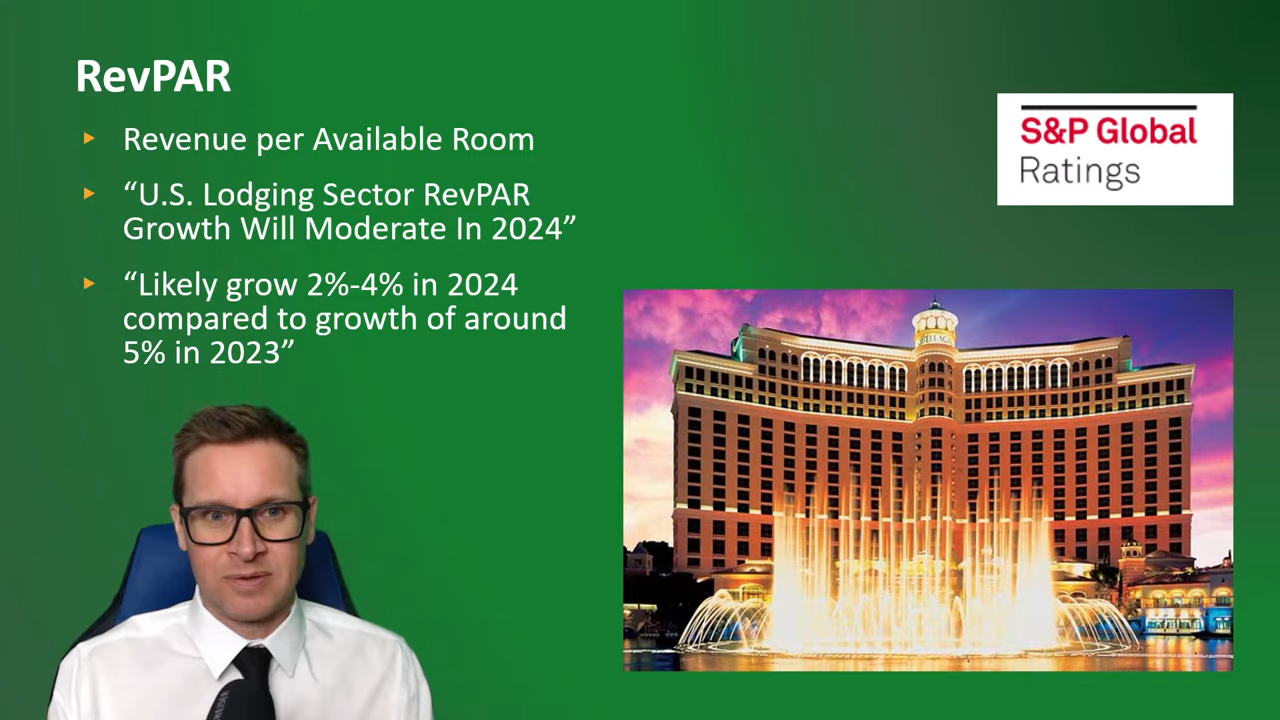 RevPAR
Revenue per Available Room
“U.S. Lodging Sector RevPAR
Growth Will Moderate In 2024”
“Likely grow 2%-4% in 2024
compared to growth of around
5% in 2023”
S&P Global
Ratings